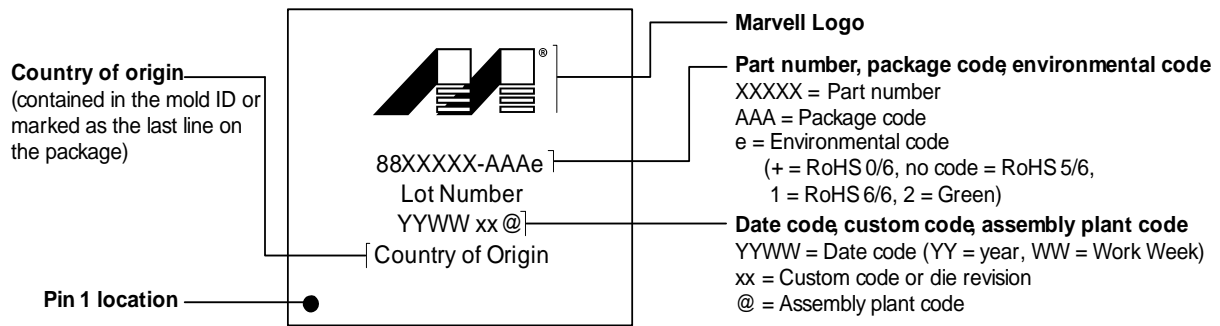 Country of origin
(contained in the mold ID or
marked as the last line on
the package)
Pin 1 location
®
88XXXXX-AAAe
Lot Number
YYWW xx @
Country of Origin
Marvell Logo
Part number, package code, environmental code
XXXXX = Part number
AAA = Package code
e = Environmental code
(+ = RoHS 0/6, no code = RoHS 5/6,
1 = RoHS 6/6, 2 = Green)
Date code, custom code, assembly plant code
YYWW = Date code (YY = year, WW = Work Week)
xx = Custom code or die revision
@ = Assembly plant code